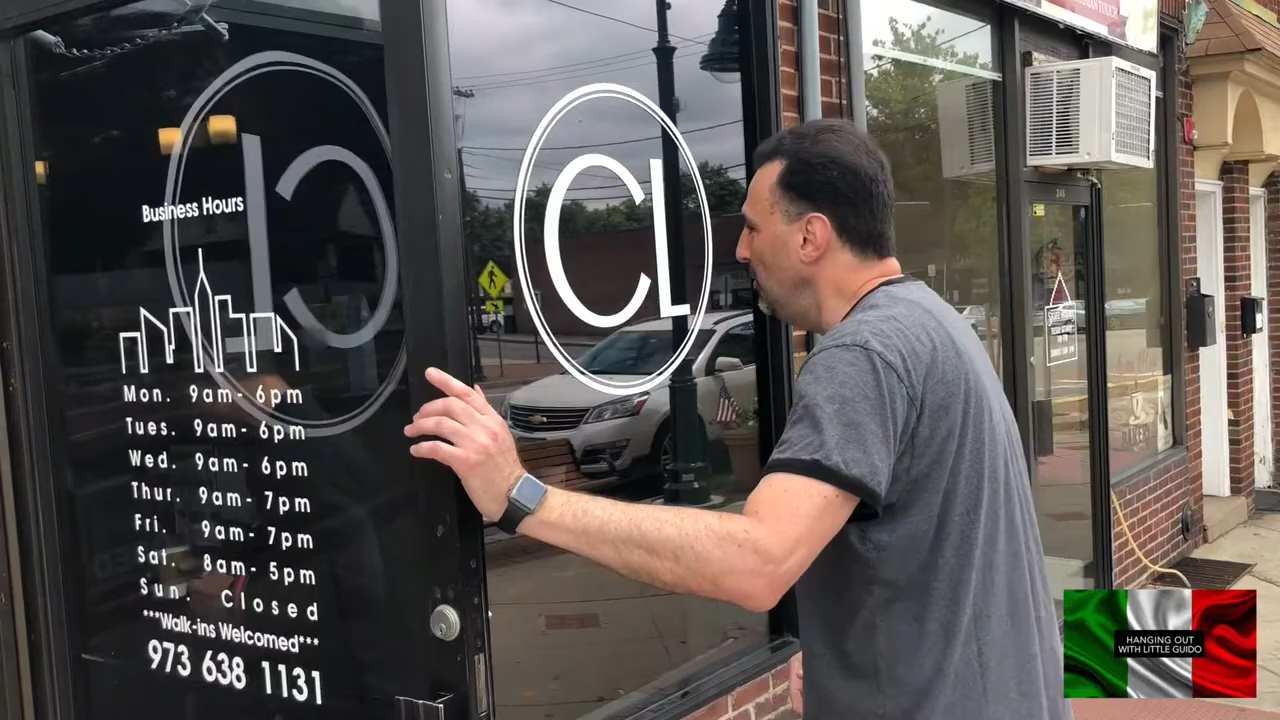 Business Hours
Mon. 9am - 6pm
Tues. 9am - 6pm
Wed. 9am - 6pm
Thur. 9am - 7pm
Fri. 9am - 7pm
Sat. 8am - 5pm
Sun. Closed
***Walk-ins Welcomed***
973 638 1131
CL
246
HANGING OUT
WITH LITTLE GUIDO